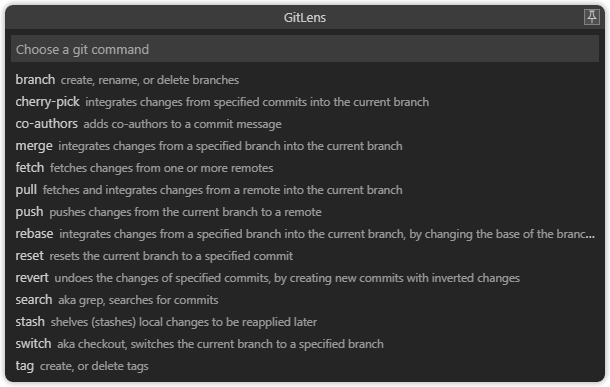 GitLens
Choose a git command
branch create, rename, or delete branches
cherry-pick integrates changes from specified commits into the current branch
co-authors adds co-authors to a commit message
merge integrates changes from a specified branch into the current branch
fetch fetches changes from one or more remotes
pull fetches and integrates changes from a remote into the current branch
push pushes changes from the current branch to a remote
rebase integrates changes from a specified branch into the current branch, by changing the base of the branc...
reset resets the current branch to a specified commit
revert undoes the changes of specified commits, by creating new commits with inverted changes
search aka grep, searches for commits
stash shelves (stashes) local changes to be reapplied later
switch aka checkout, switches the current branch to a specified branch
tag create, or delete tags